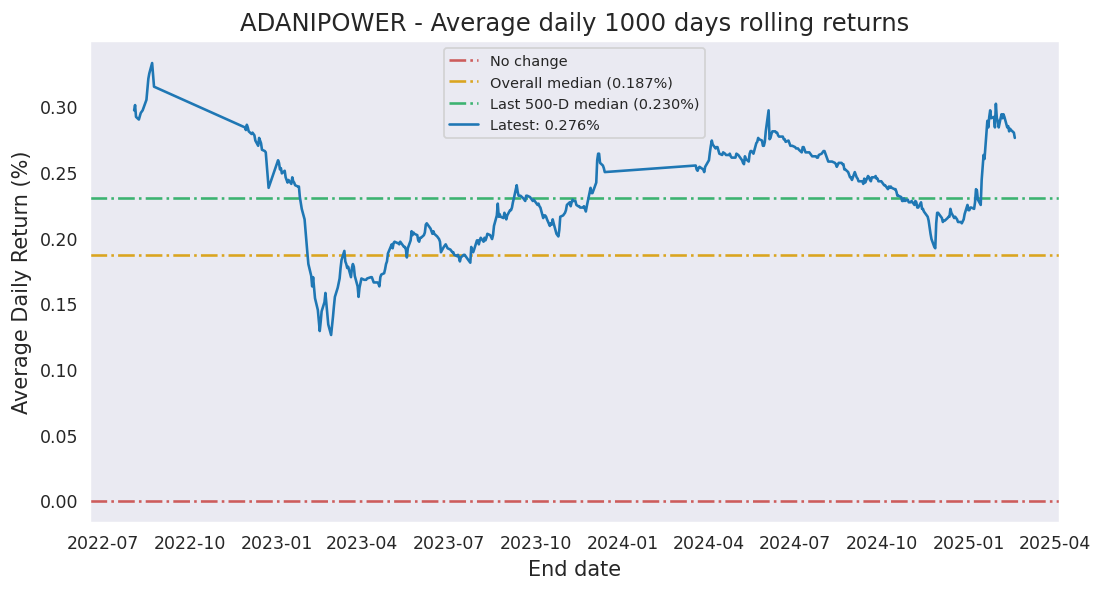 ADANIPOWER - Average daily 1000 days rolling returns
No change
Overall median (0.187%)
Last 500-D median (0.230%)
Latest: 0.276%
Average Daily Return (%)
0.30
0.25
0.20
0.15
0.10
0.05
0.00
2022-07 2022-10 2023-01 2023-04 2023-07 2023-10 2024-01 2024-04 2024-07 2024-10 2025-01 2025-04
End date